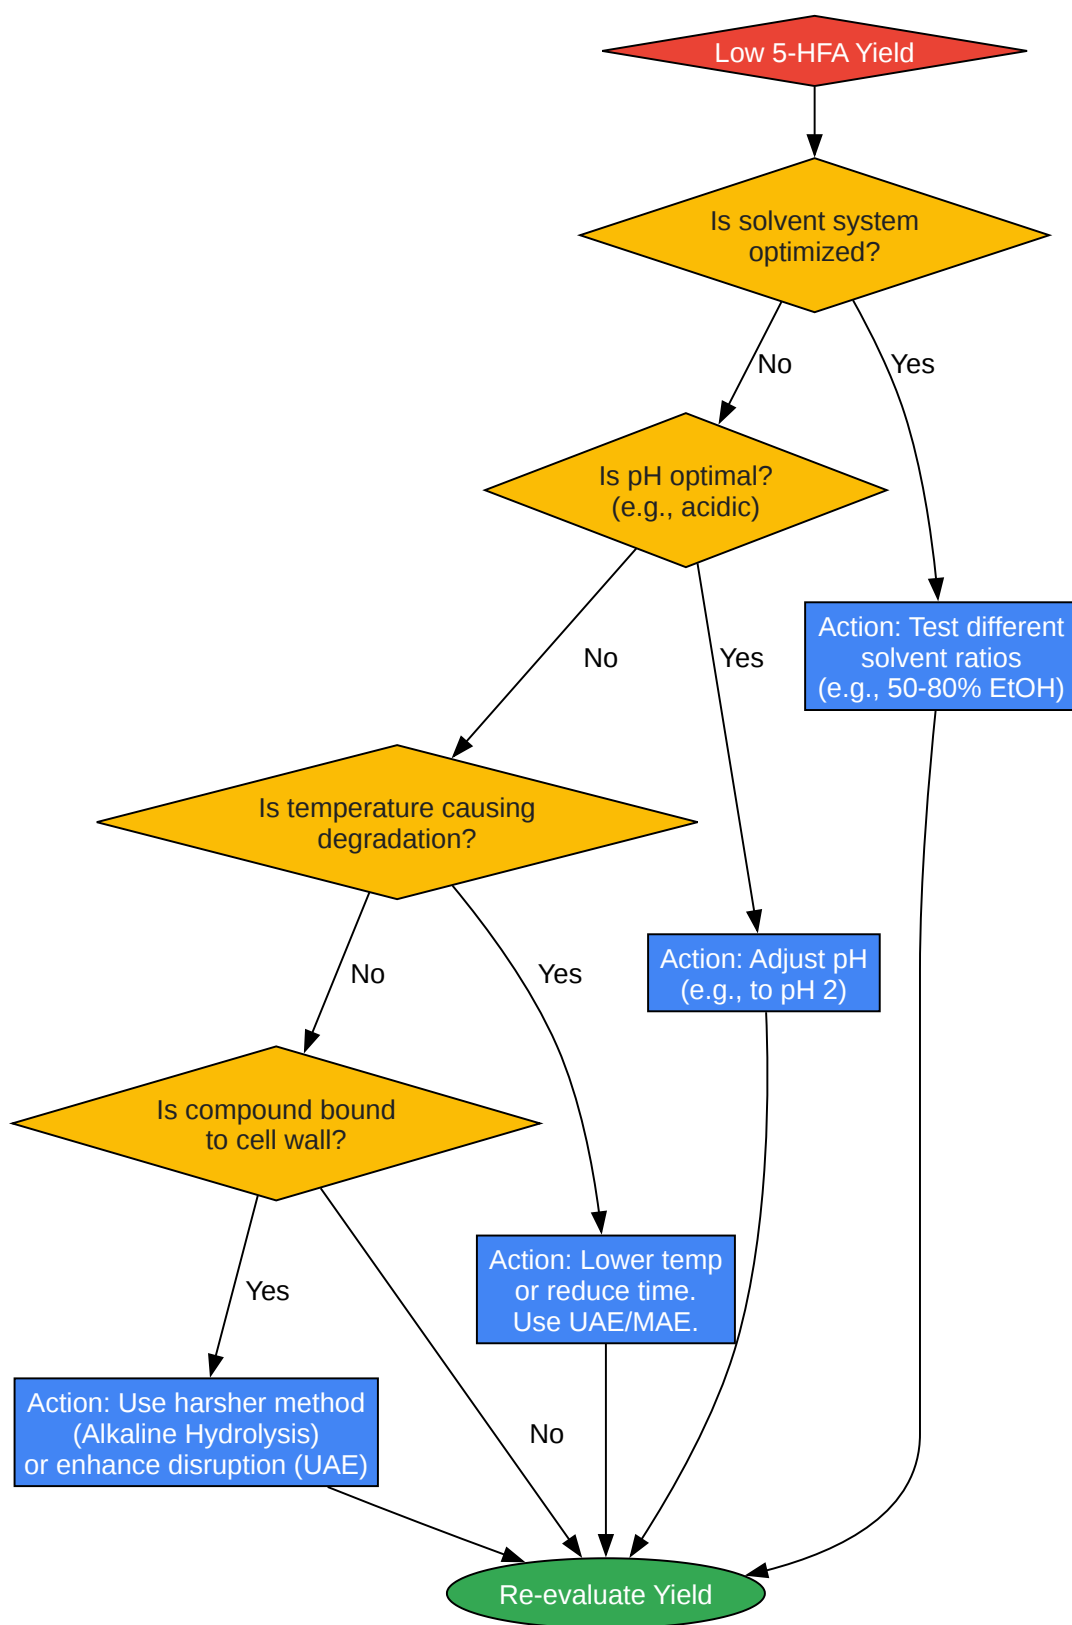 Low 5-HFA Yield
Is solvent system
optimized?
No
Yes
Is pH optimal?
(e.g., acidic)
Action: Test different
solvent ratios
(e.g., 50-80% EtOH)
No
Yes
Is temperature causing
degradation?
Action: Adjust pH
(e.g., to pH 2)
No
Yes
Is compound bound
to cell wall?
Action: Lower temp
or reduce time.
Use UAE/MAE.
Yes
No
Action: Use harsher method
(Alkaline Hydrolysis)
or enhance disruption (UAE)
Re-evaluate Yield